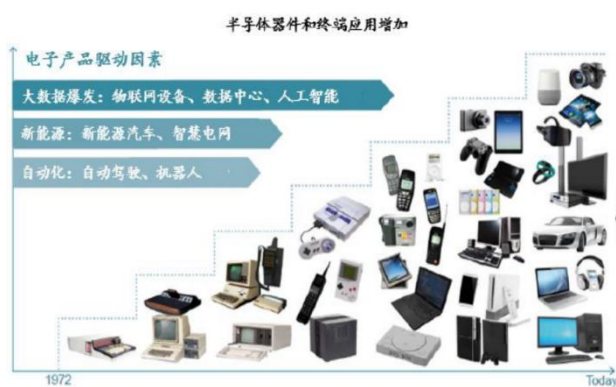 半导体器件和终端应用增加
电子产品驱动因素
大数据爆发：物联网设备、数据中心、人工智能
新能源：新能源汽车、智慧电网
自动化：自动驾驶、机器人
1972
Today